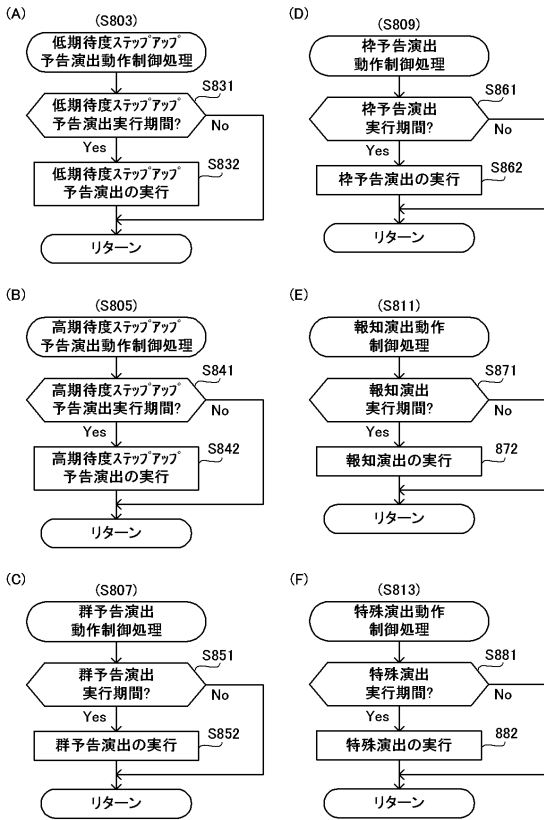 (A)
(S803)
低期待度ステップアップ
予告演出動作制御処理
S831
低期待度ステップアップ
予告演出実行期間?
No
Yes
S832
低期待度ステップアップ
予告演出の実行
リターン
(B)
(S805)
高期待度ステップアップ
予告演出動作制御処理
S841
高期待度ステップアップ
予告演出実行期間?
No
Yes
S842
高期待度ステップアップ
予告演出の実行
リターン
(C)
(S807)
群予告演出
動作制御処理
S851
群予告演出
実行期間?
No
Yes
S852
群予告演出の実行
リターン
(D)
(S809)
枠予告演出
動作制御処理
S861
枠予告演出
実行期間?
No
Yes
S862
枠予告演出の実行
リターン
(E)
(S811)
報知演出動作
制御処理
S871
報知演出
実行期間?
No
Yes
872
報知演出の実行
リターン
(F)
(S813)
特殊演出動作
制御処理
S881
特殊演出
実行期間?
No
Yes
882
特殊演出の実行
リターン